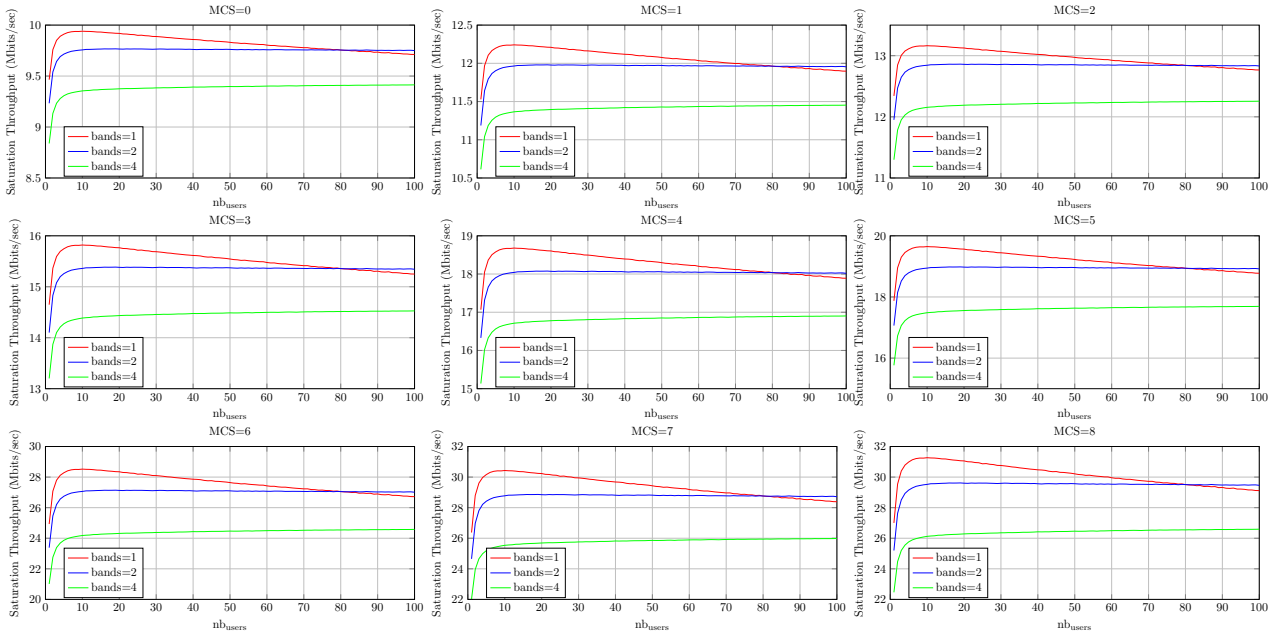 MCS=0
Saturation Throughput (Mbits/sec)
10
9.5
9
8.5
bands=1
bands=2
bands=4
0 10 20 30 40 50 60 70 80 90 100
nb_users
MCS=1
Saturation Throughput (Mbits/sec)
12.5
12
11.5
11
10.5
bands=1
bands=2
bands=4
0 10 20 30 40 50 60 70 80 90 100
nb_users
MCS=2
Saturation Throughput (Mbits/sec)
13
12
11
bands=1
bands=2
bands=4
0 10 20 30 40 50 60 70 80 90 100
nb_users
MCS=3
Saturation Throughput (Mbits/sec)
16
15
14
13
bands=1
bands=2
bands=4
0 10 20 30 40 50 60 70 80 90 100
nb_users
MCS=4
Saturation Throughput (Mbits/sec)
19
18
17
16
15
bands=1
bands=2
bands=4
0 10 20 30 40 50 60 70 80 90 100
nb_users
MCS=5
Saturation Throughput (Mbits/sec)
20
18
16
bands=1
bands=2
bands=4
0 10 20 30 40 50 60 70 80 90 100
nb_users
MCS=6
Saturation Throughput (Mbits/sec)
30
28
26
24
22
20
bands=1
bands=2
bands=4
0 10 20 30 40 50 60 70 80 90 100
nb_users
MCS=7
Saturation Throughput (Mbits/sec)
32
30
28
26
24
22
bands=1
bands=2
bands=4
0 10 20 30 40 50 60 70 80 90 100
nb_users
MCS=8
Saturation Throughput (Mbits/sec)
32
30
28
26
24
22
bands=1
bands=2
bands=4
0 10 20 30 40 50 60 70 80 90 100
nb_users